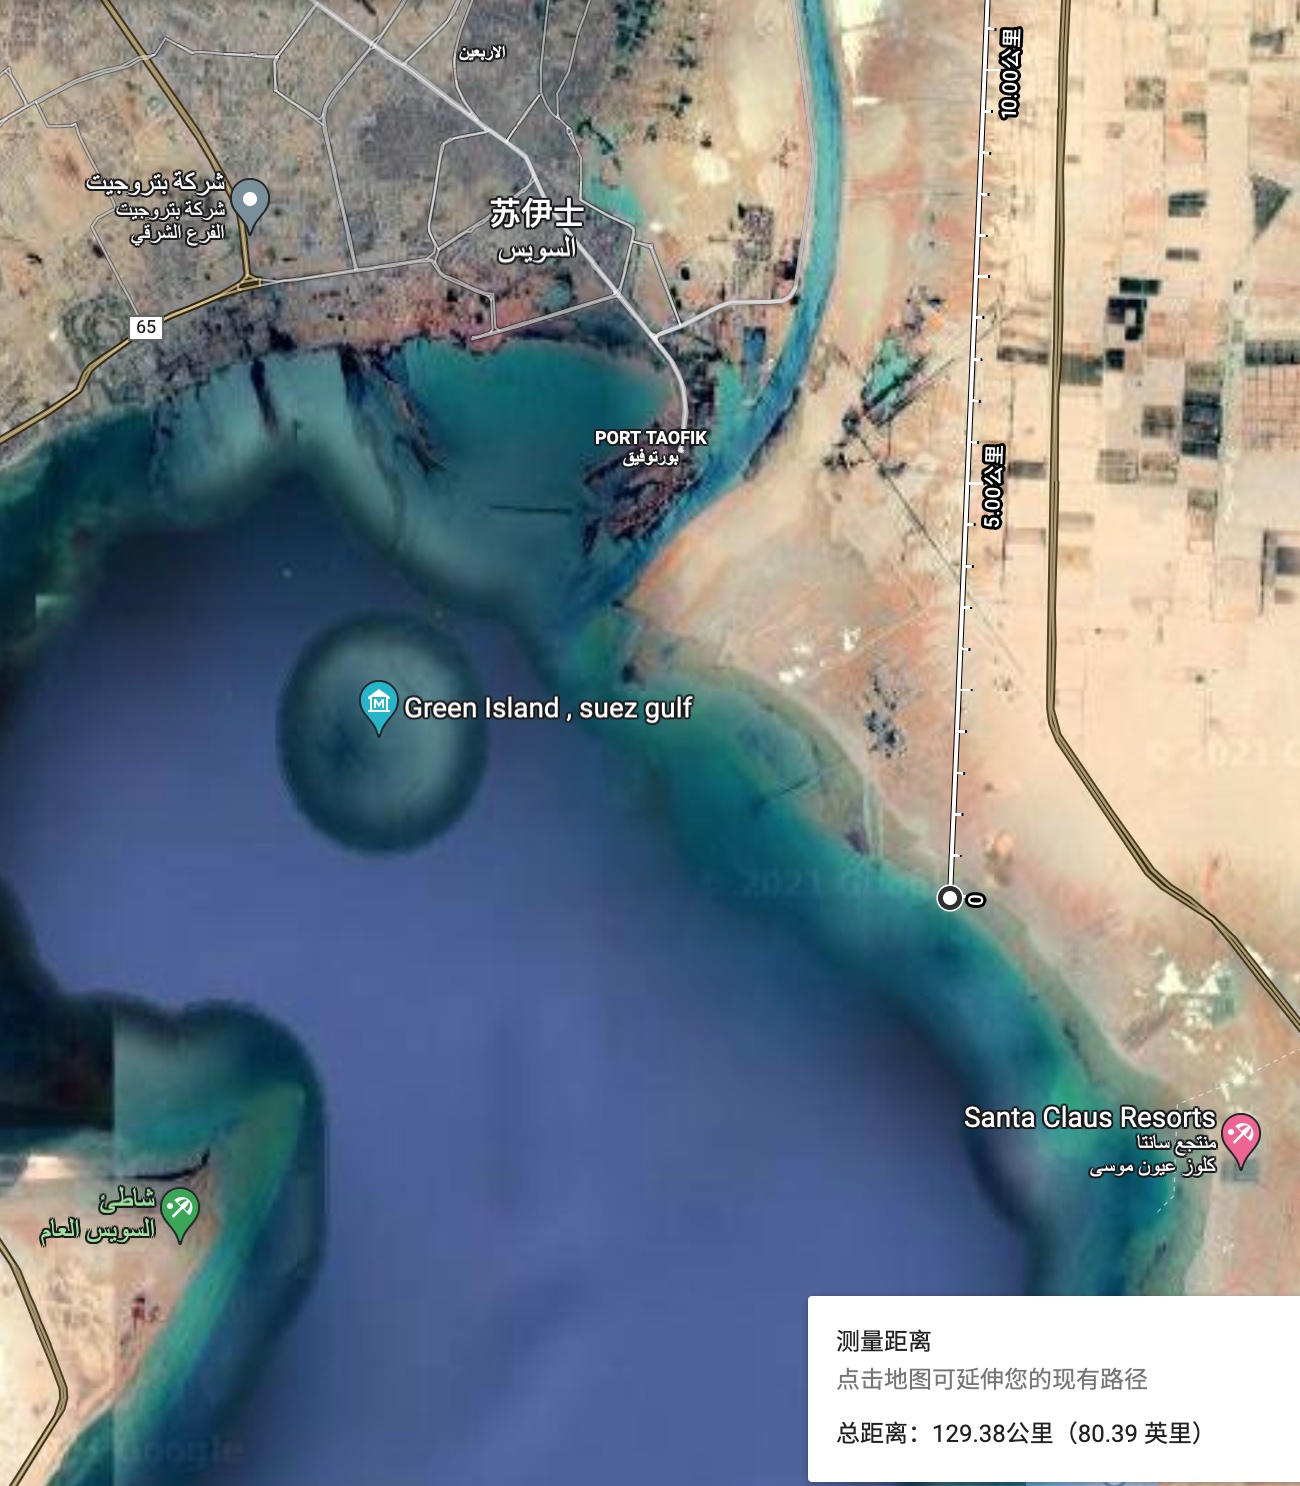 الاربعين
10.00公里
شركة بتروجيت
شركة بتروجيت
الفرع الشرقي
苏伊士
السويس
65
PORT TAOFIK
بورتوفيق
5.00公里
Green Island , suez gulf
© 2021 G
2021 G
0
Santa Claus Resorts
منتجع سانتا
كلوز عيون موسى
شاطئ
السويس العام
测量距离
点击地图可延伸您的现有路径
总距离：129.38公里（80.39 英里）
Google